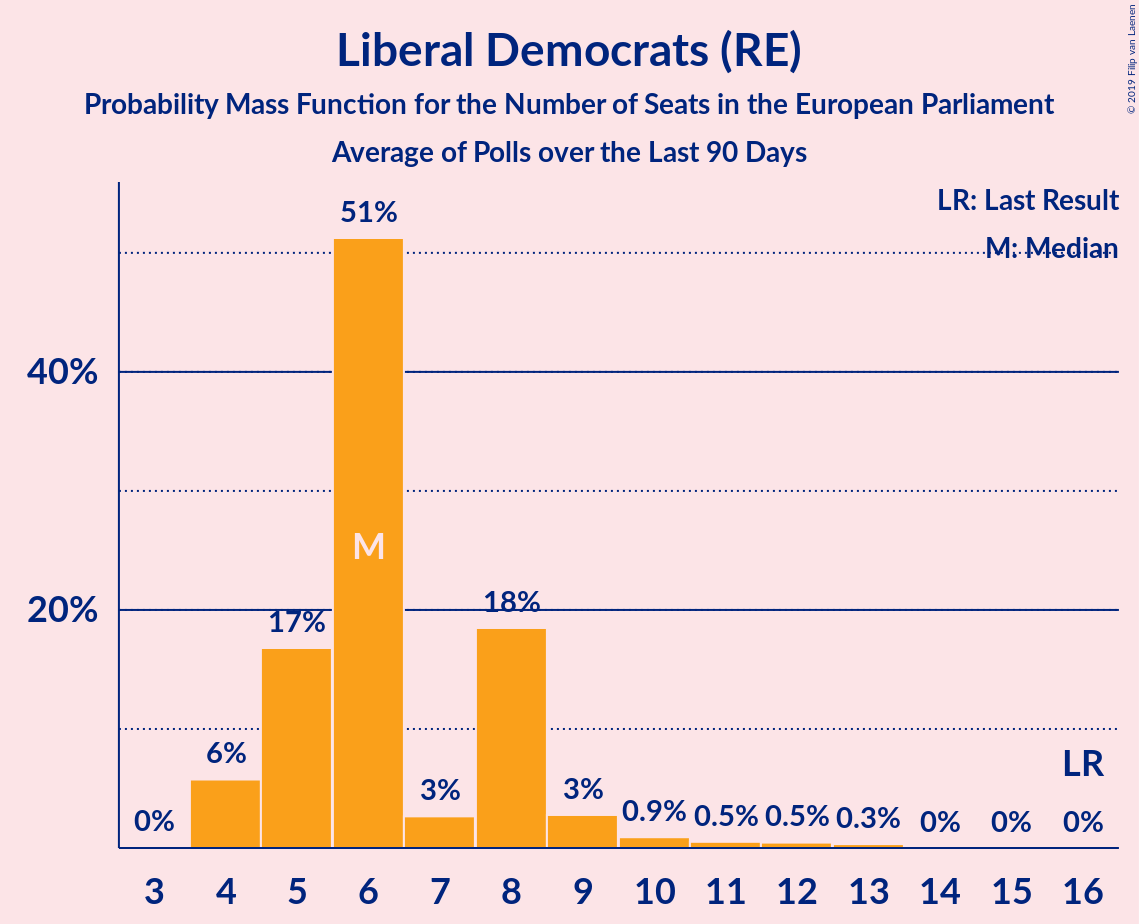 Liberal Democrats (RE)
Probability Mass Function for the Number of Seats in the European Parliament
Average of Polls over the Last 90 Days
© 2019 Filip van Laenen
LR: Last Result
M: Median
40%
20%
0%
6%
17%
51%
M
3%
18%
3%
0.9%
0.5%
0.5%
0.3%
0%
0%
LR
0%
3 4 5 6 7 8 9 10 11 12 13 14 15 16